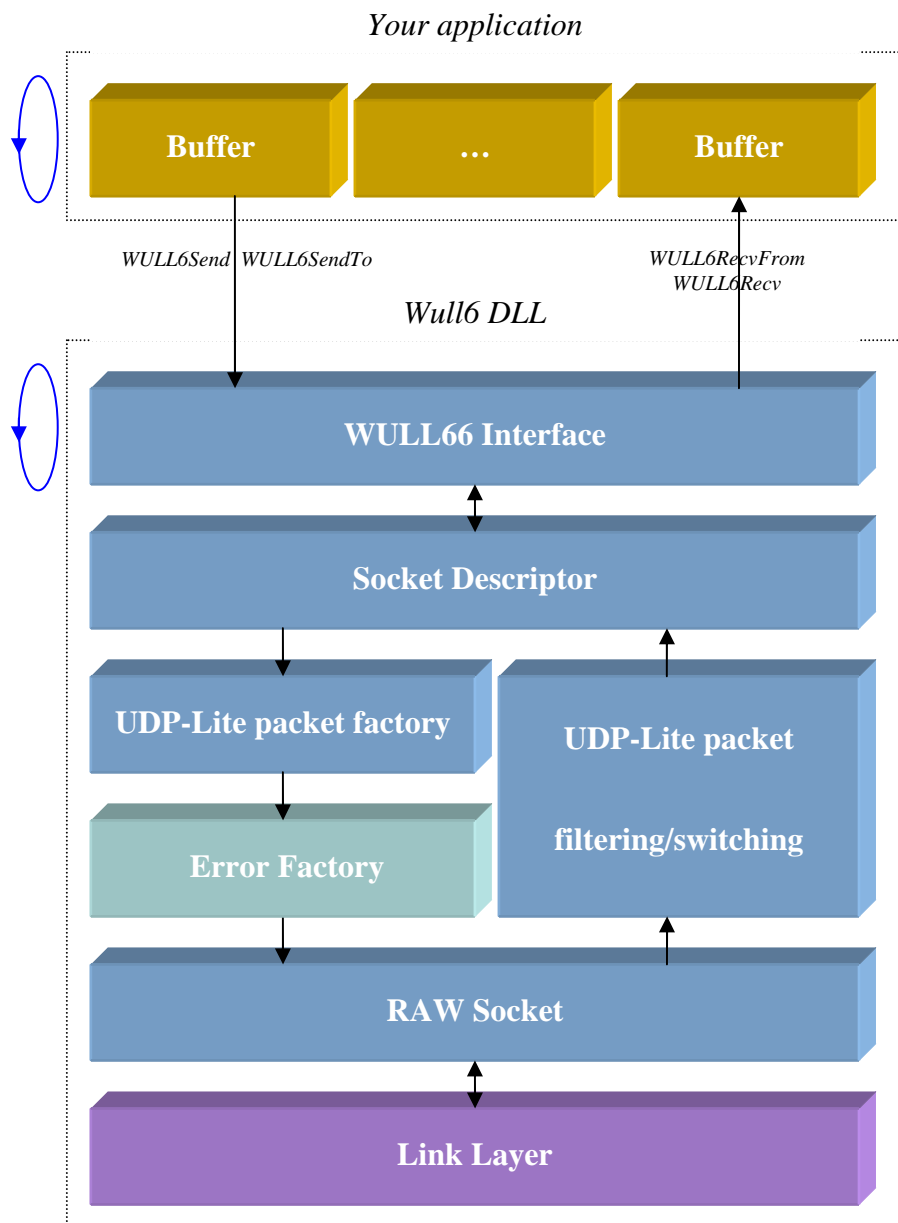 Your application
Buffer
…
Buffer
WULL6Send WULL6SendTo
WULL6RecvFrom
WULL6Recv
Wull6 DLL
WULL66 Interface
Socket Descriptor
UDP-Lite packet factory
UDP-Lite packet
filtering/switching
Error Factory
RAW Socket
Link Layer